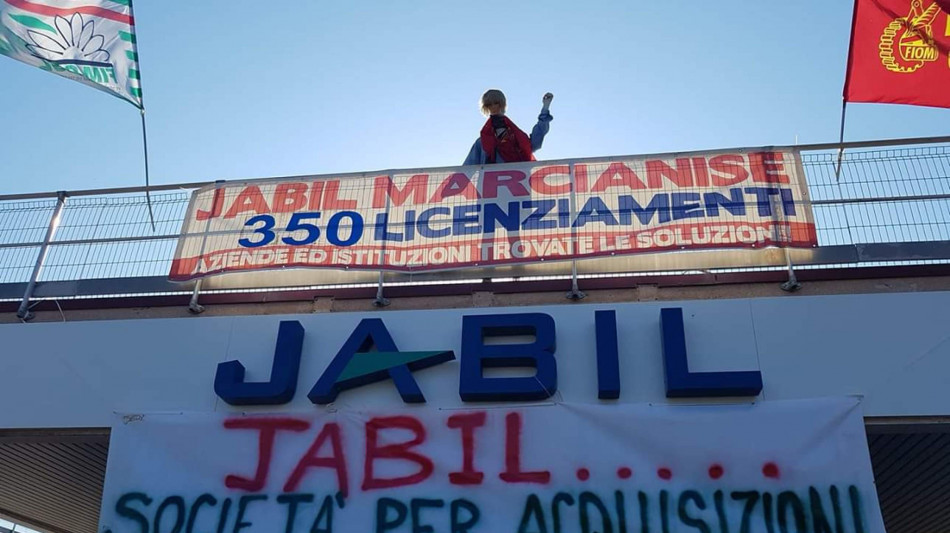 FIOM
JABIL MARCIANISE
350 LICENZIAMENTI
AZIENDE ED ISTITUZIONI TROVATE LE SOLUZIONI
JABIL
JABIL......
SOCIETA' PER ACQUISIZIONI